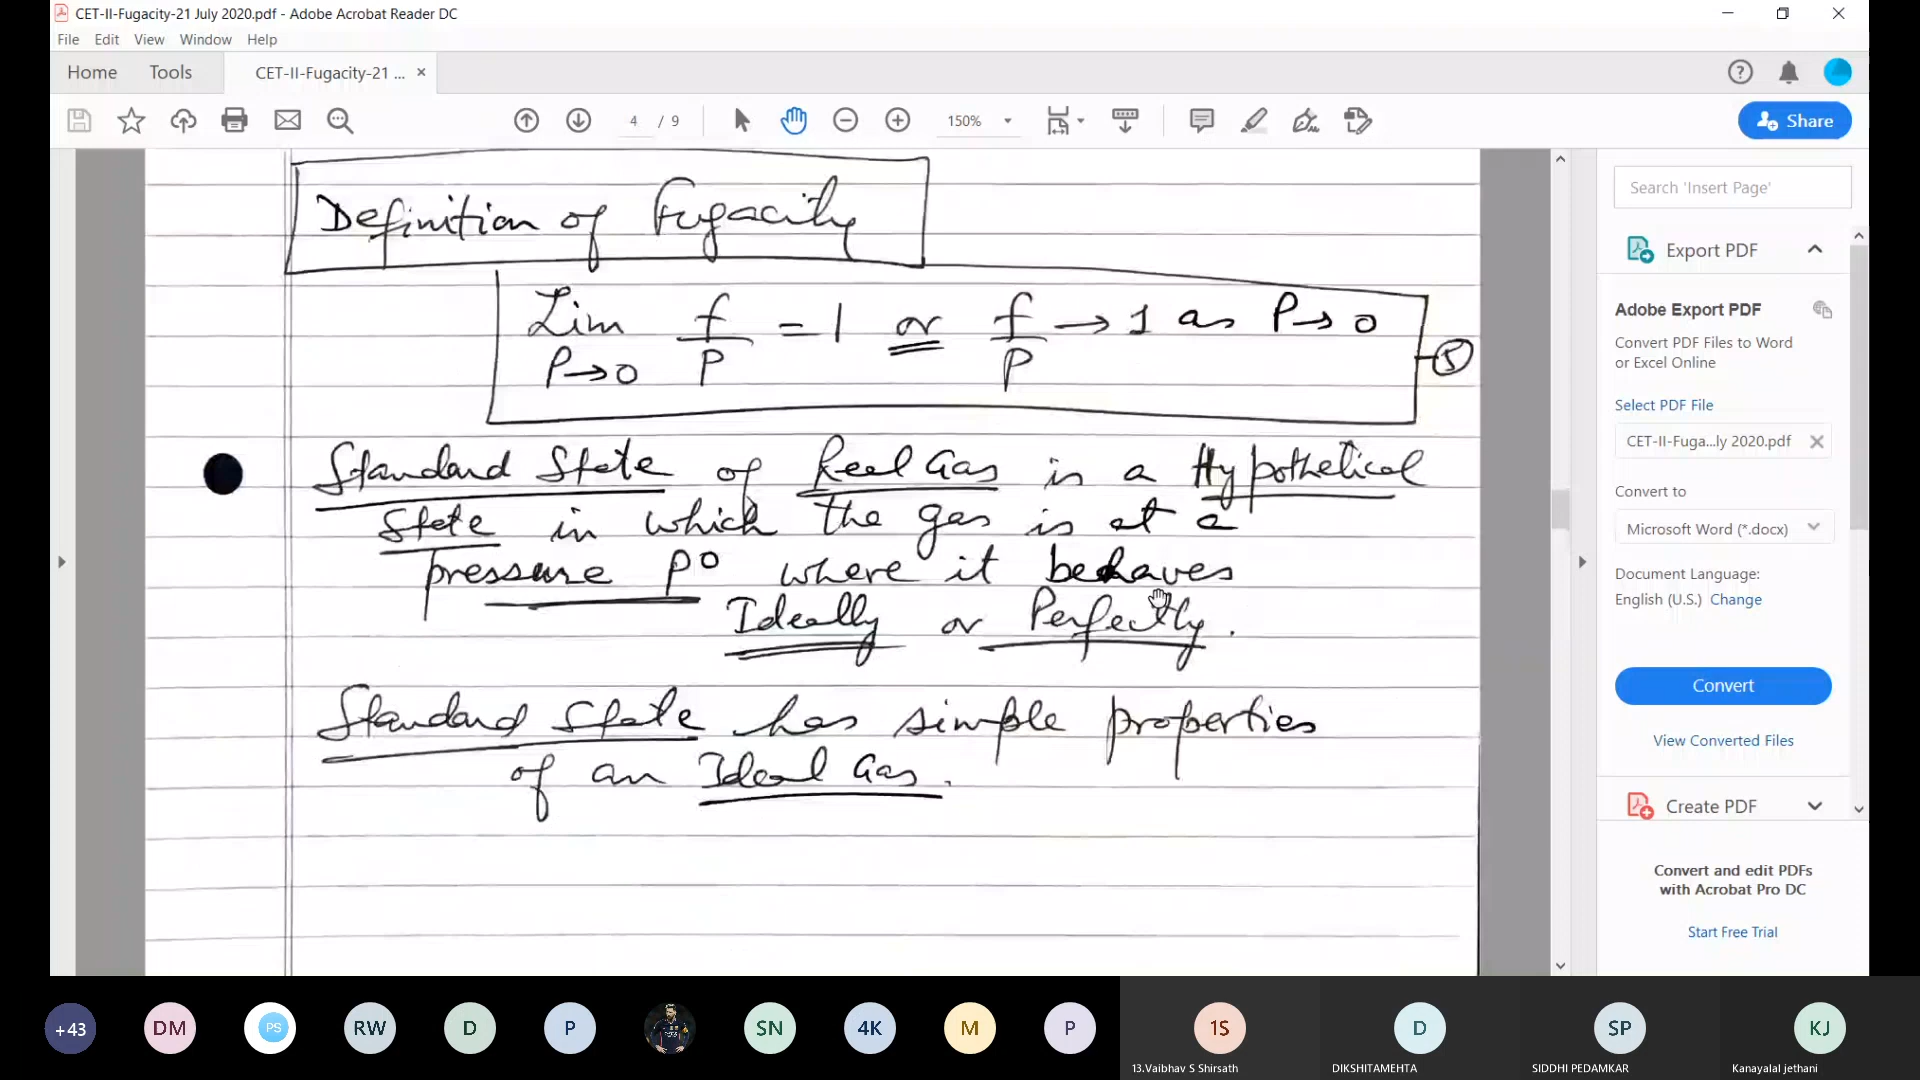 CET-II-Fugacity-21 July 2020.pdf - Adobe Acrobat Reader DC
File Edit View Window Help
Home Tools CET-II-Fugacity-21 ... ×
4 / 9 150% Share
Definition of Fugacity
Lim f/P = 1 or f/P → 1 as P → 0
P → 0
5
Standard State of Real Gas is a Hypothetical
State in which the gas is at a
pressure P⁰ where it behaves
Ideally or Perfectly.
Standard State has simple properties
of an Ideal Gas.
Search 'Insert Page'
Export PDF
Adobe Export PDF
Convert PDF Files to Word
or Excel Online
Select PDF File
CET-II-Fuga...ly 2020.pdf
Convert to
Microsoft Word (*.docx)
Document Language:
English (U.S.) Change
Convert
View Converted Files
Create PDF
Convert and edit PDFs
with Acrobat Pro DC
Start Free Trial
+43 DM PS RW D P SN 4K M P 1S D SP KJ
13.Vaibhav S Shirsath DIKSHITAMEHTA SIDDHI PEDAMKAR Kanayalal jethani